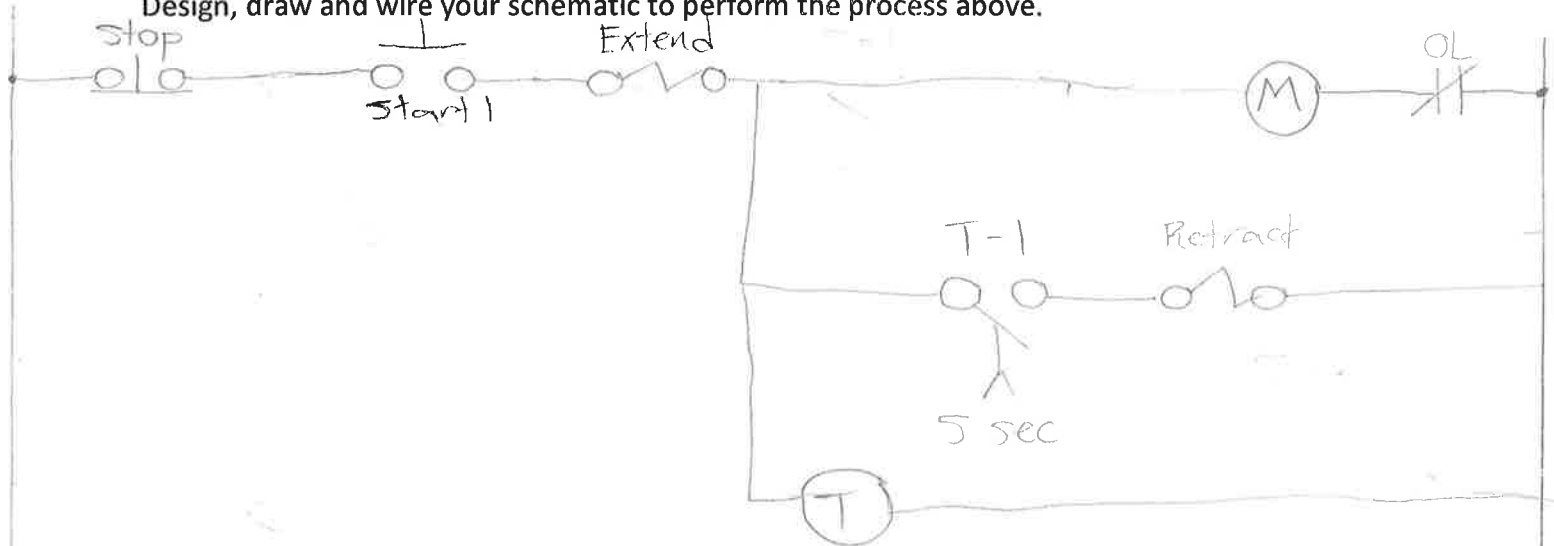 Design, draw and wire your schematic to perform the process above.
Stop
Extend
OL
Start 1
M
T-1
Retract
5 sec
T